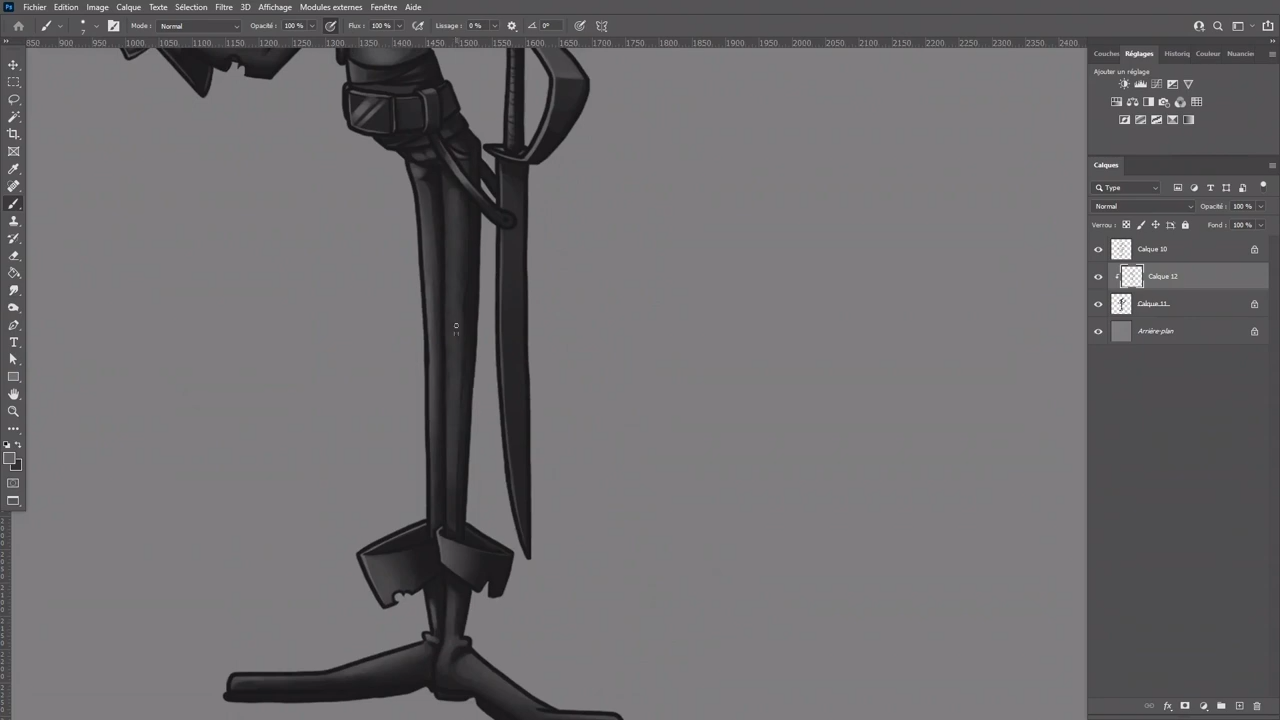 Ps Fichier Edition Image Calque Texte Sélection Filtre 3D Affichage Modules externes Fenêtre Aide
7 Mode : Normal Opacité : 100 % Flux : 100 % Lissage : 0 % 0°
850 900 950 1000 1050 1100 1150 1200 1250 1300 1350 1400 1450 1500 1550 1600 1650 1700 1750 1800 1850 1900 1950 2000 2050 2100 2150 2200 2250 2300 2350 2400
Couches Réglages Historiq Couleur Nuancier
Ajouter un réglage
Calques
Type
Normal Opacité : 100 %
Verrou : Fond : 100 %
Calque 10
Calque 12
Calque 11
Arrière-plan